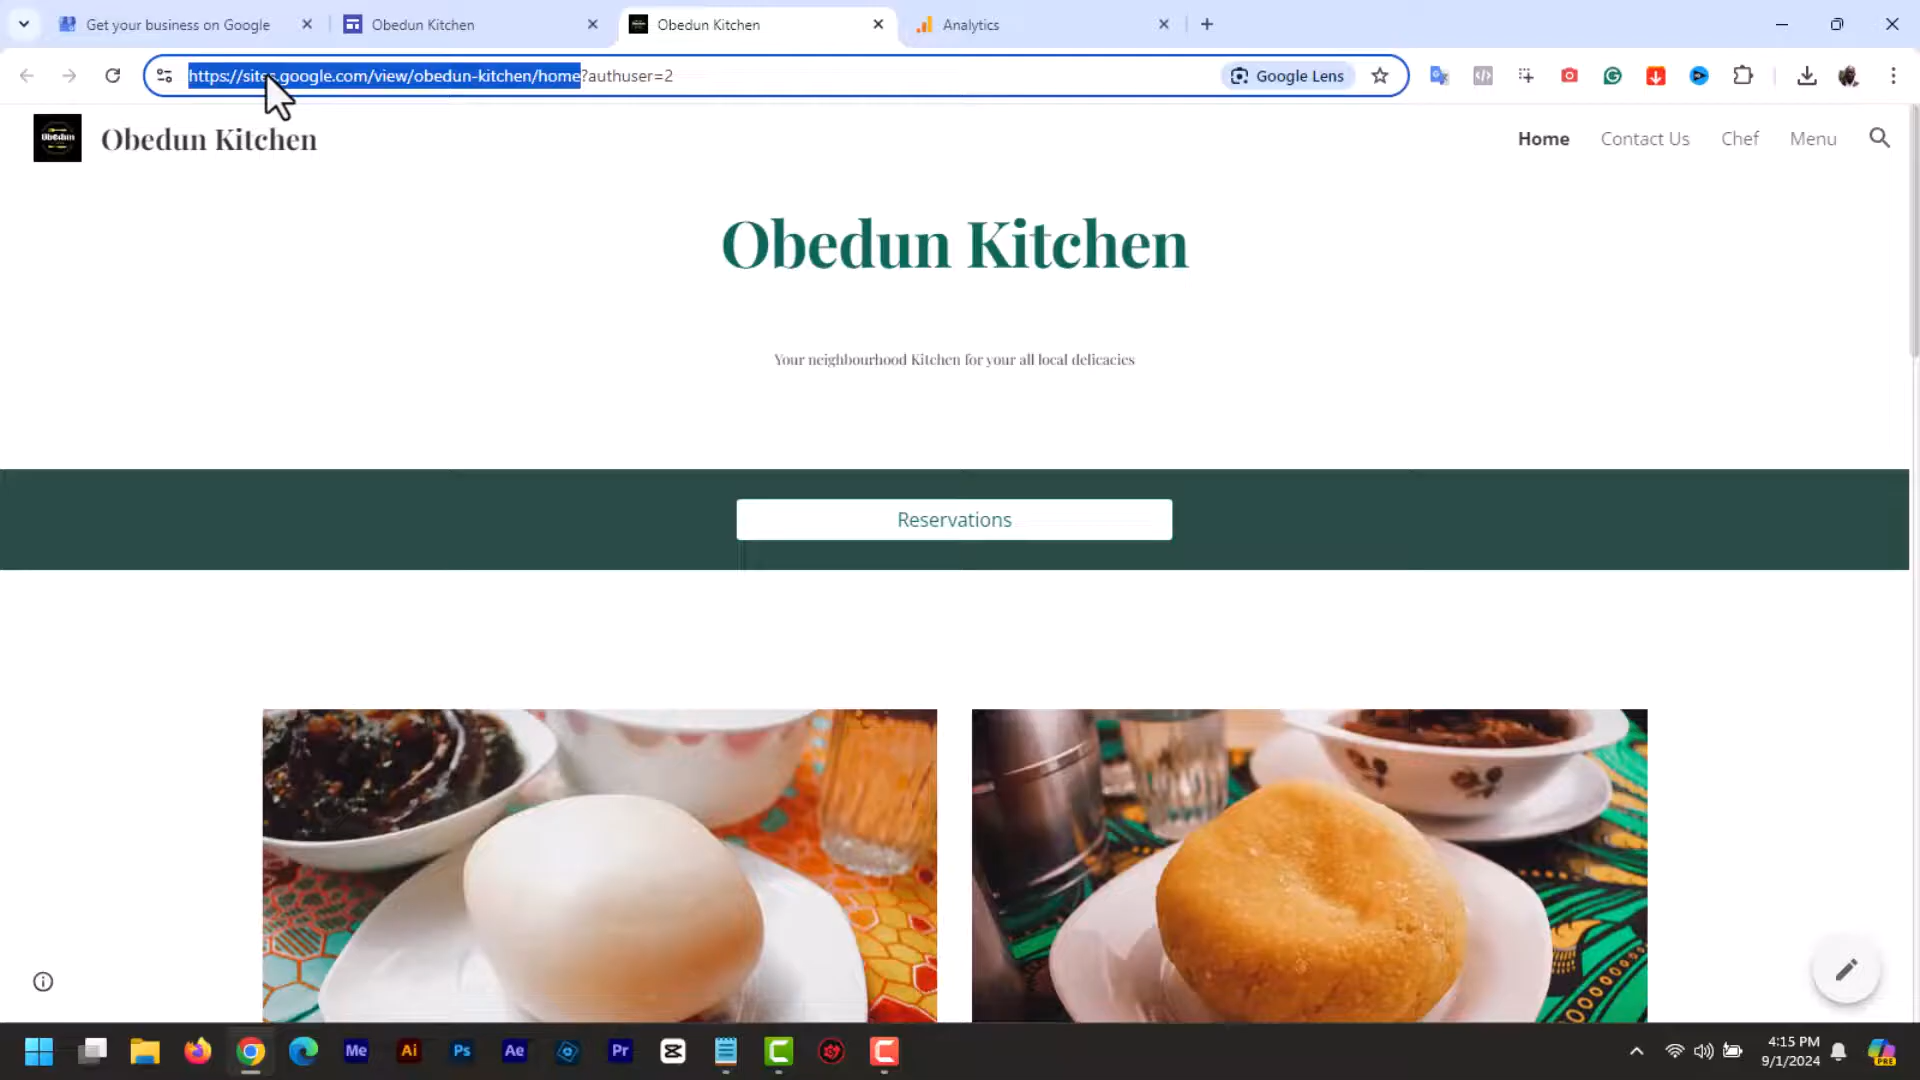 Get your business on Google
Obedun Kitchen
Obedun Kitchen
Analytics
https://sites.google.com/view/obedun-kitchen/home?authuser=2
Google Lens
Obedun
Obedun Kitchen
Home
Contact Us
Chef
Menu
Obedun Kitchen
Your neighbourhood Kitchen for your all local delicacies
Reservations
Me
Ai
Ps
Ae
Pr
4:15 PM
9/1/2024
PRE